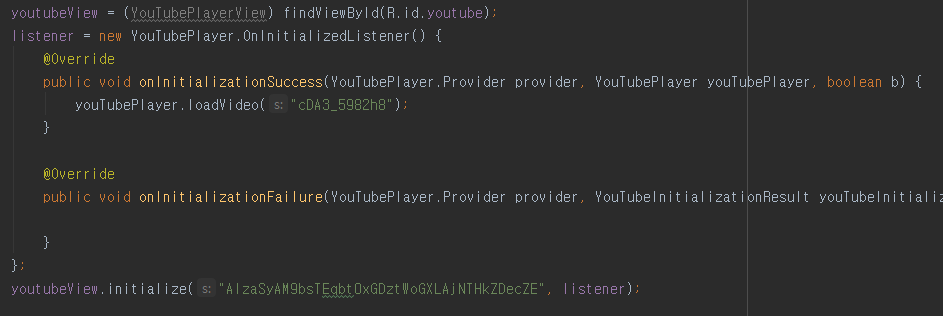 youtubeView = (YouTubePlayerView) findViewById(R.id.youtube);
listener = new YouTubePlayer.OnInitializedListener() {
@Override
public void onInitializationSuccess(YouTubePlayer.Provider provider, YouTubePlayer youTubePlayer, boolean b) {
youTubePlayer.loadVideo( s: "cDA3_5982h8");
}
@Override
public void onInitializationFailure(YouTubePlayer.Provider provider, YouTubeInitializationResult youTubeInitializ
}
};
youtubeView.initialize( s: "AIzaSyAM9bsTEqbtOxGDztWoGXLAjNTHkZDecZE", listener);